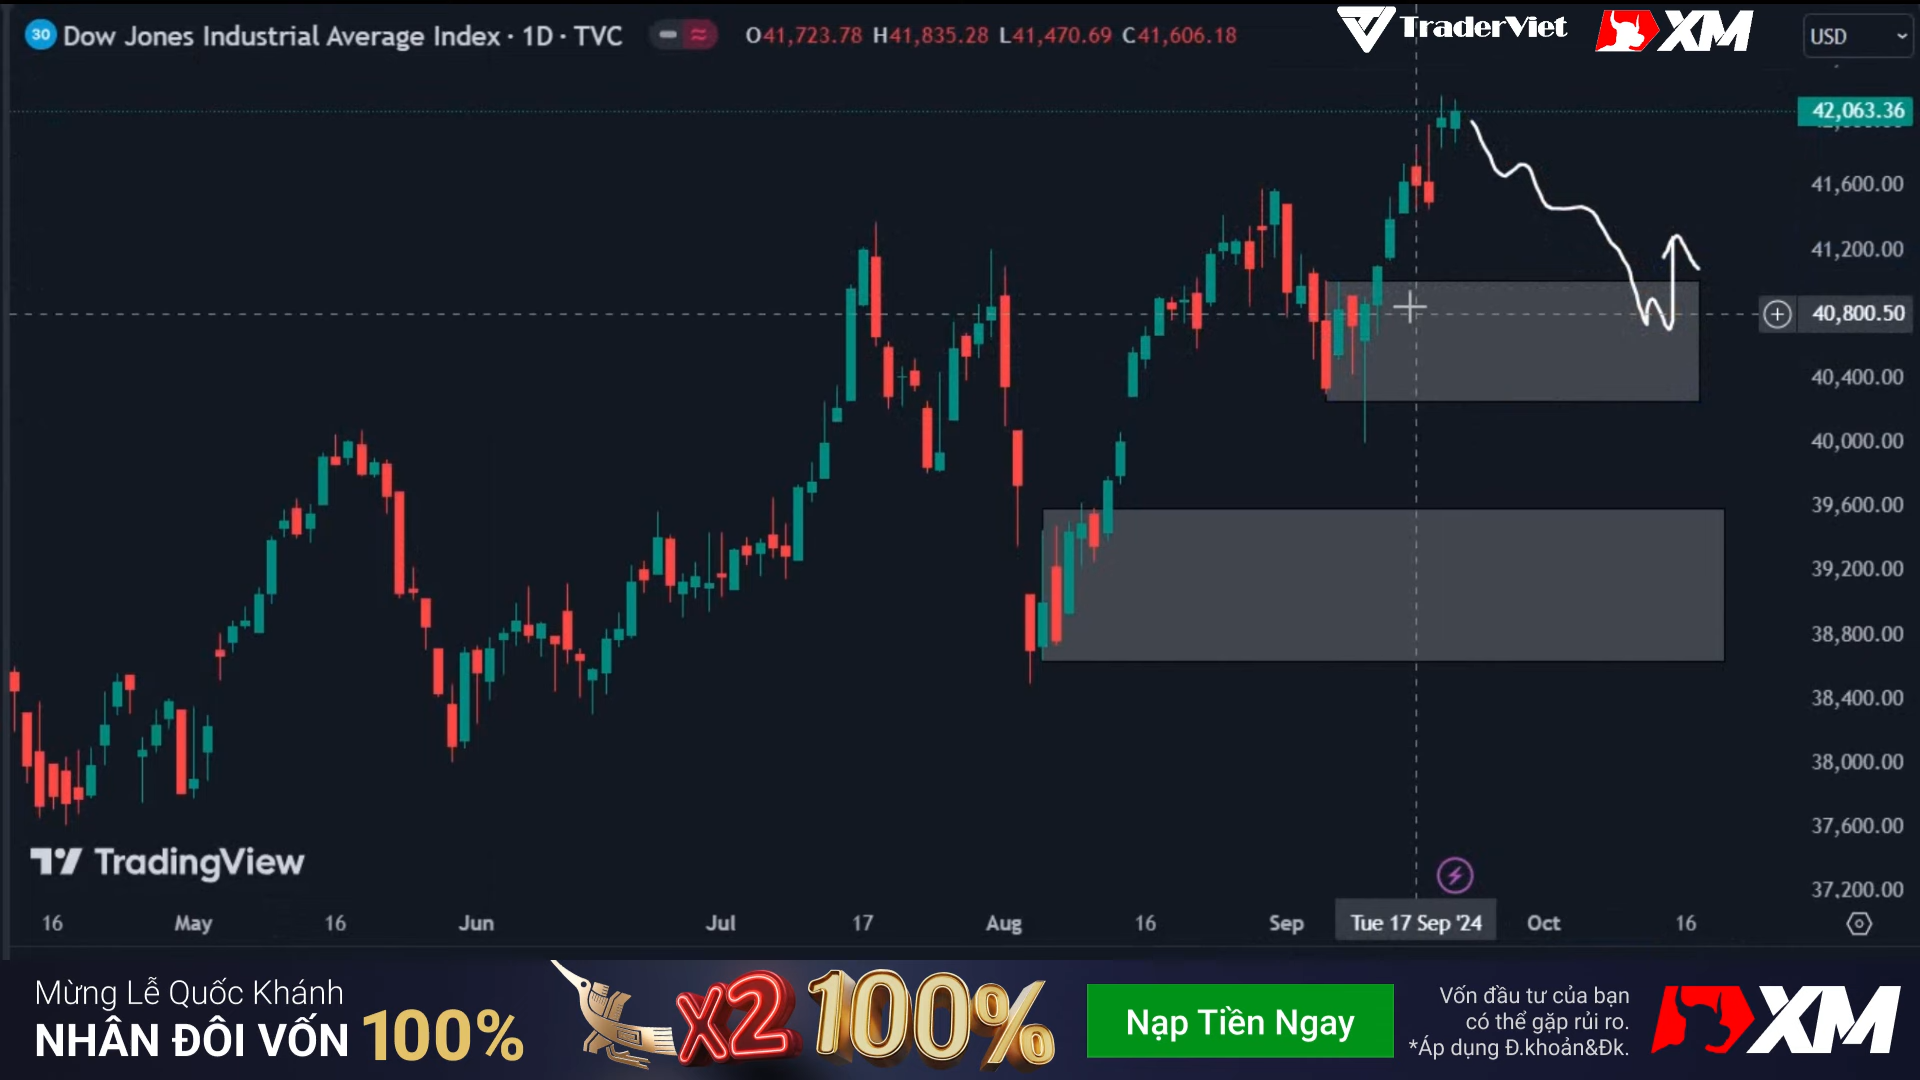 30 Dow Jones Industrial Average Index · 1D · TVC O41,723.78 H41,835.28 L41,470.69 C41,606.18
TraderViet XM
USD
42,063.36
41,600.00
41,200.00
40,800.50
40,400.00
40,000.00
39,600.00
39,200.00
38,800.00
38,400.00
38,000.00
37,600.00
37,200.00
TradingView
16 May 16 Jun Jul 17 Aug 16 Sep Tue 17 Sep '24 Oct 16
Mừng Lễ Quốc Khánh
NHÂN ĐÔI VỐN 100%
X2 100%
Nạp Tiền Ngay
Vốn đầu tư của bạn
có thể gặp rủi ro.
*Áp dụng Đ.khoản&Đk.
XM